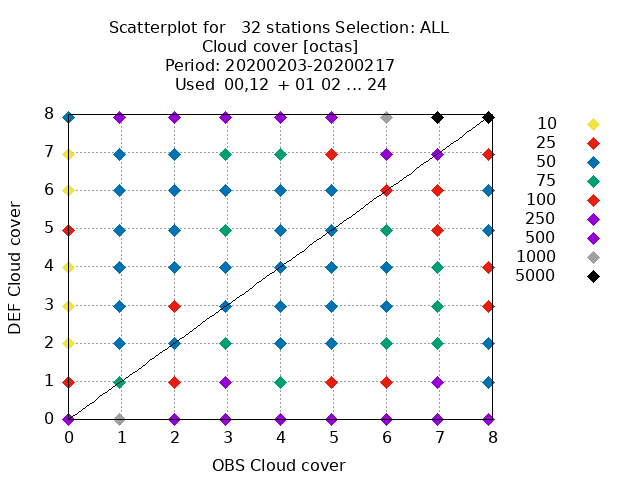 Scatterplot for   32 stations Selection: ALL
Cloud cover [octas]
Period: 20200203-20200217
Used  00,12  + 01 02 ... 24
8
7
6
5
4
3
2
1
0
DEF Cloud cover
0 1 2 3 4 5 6 7 8
OBS Cloud cover
10
25
50
75
100
250
500
1000
5000